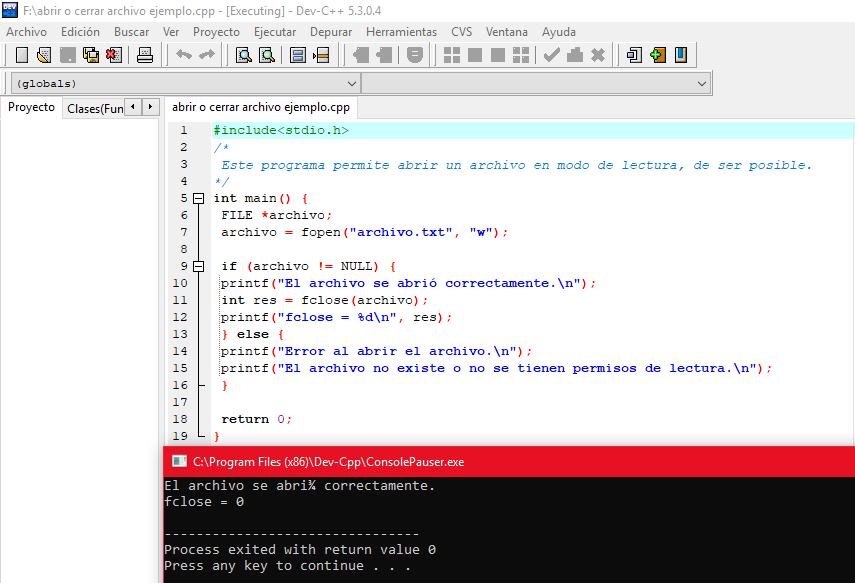 F:\abrir o cerrar archivo ejemplo.cpp - [Executing] - Dev-C++ 5.3.0.4
Archivo Edición Buscar Ver Proyecto Ejecutar Depurar Herramientas CVS Ventana Ayuda
(globals)
Proyecto Clases(Fun abrir o cerrar archivo ejemplo.cpp
1 #include<stdio.h>
2 /*
3 Este programa permite abrir un archivo en modo de lectura, de ser posible.
4 */
5 int main() {
6 FILE *archivo;
7 archivo = fopen("archivo.txt", "w");
8
9 if (archivo != NULL) {
10 printf("El archivo se abrió correctamente.\n");
11 int res = fclose(archivo);
12 printf("fclose = %d\n", res);
13 } else {
14 printf("Error al abrir el archivo.\n");
15 printf("El archivo no existe o no se tienen permisos de lectura.\n");
16 }
17
18 return 0;
19 }
C:\Program Files (x86)\Dev-Cpp\ConsolePauser.exe
El archivo se abri¾ correctamente.
fclose = 0
--------------------------------
Process exited with return value 0
Press any key to continue . . .